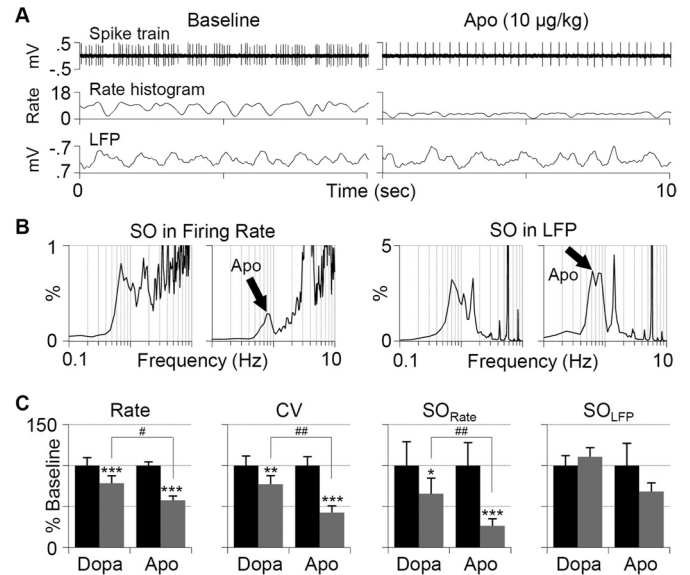 A
Baseline
Apo (10 µg/kg)
Spike train
mV
.5
-.5
Rate histogram
Rate
18
0
LFP
mV
-.7
.7
0
Time (sec)
10
B
SO in Firing Rate
SO in LFP
%
1
0
Apo
0.1
Frequency (Hz)
10
%
5
0
Apo
0.1
Frequency (Hz)
10
C
Rate
CV
SORate
SOLFP
% Baseline
150
0
#
***
***
Dopa Apo
##
**
***
Dopa Apo
##
*
***
Dopa Apo
Dopa Apo